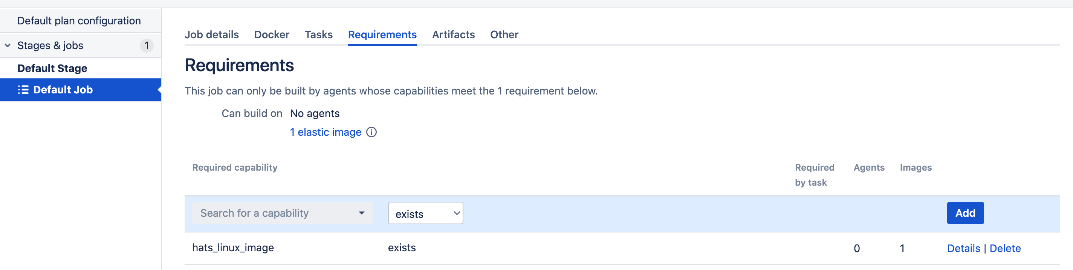 Default plan configuration
Stages & jobs 1
Default Stage
Default Job
Job details Docker Tasks Requirements Artifacts Other
Requirements
This job can only be built by agents whose capabilities meet the 1 requirement below.
Can build on No agents
1 elastic image
Required capability Required by task Agents Images
Search for a capability exists Add
hats_linux_image exists 0 1 Details | Delete